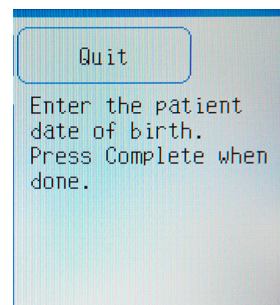 Quit
Enter the patient
date of birth.
Press Complete when
done.